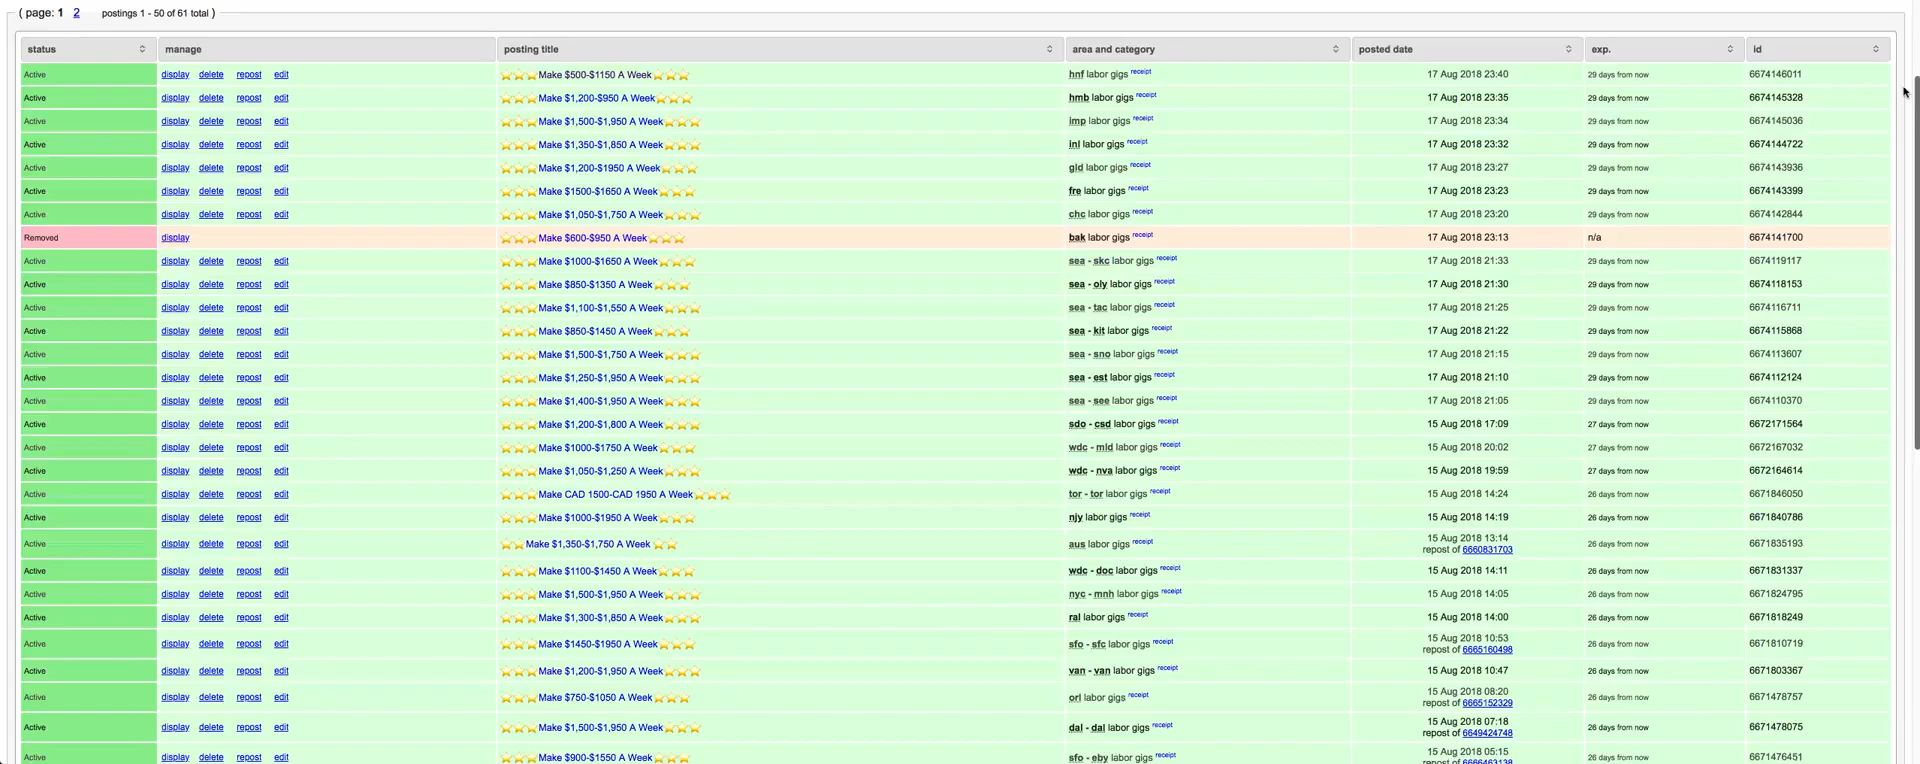 ( page: 1 2 postings 1 - 50 of 61 total )
status manage posting title area and category posted date exp. id
Active display delete repost edit Make $500-$1150 A Week hnf labor gigs receipt 17 Aug 2018 23:40 29 days from now 6674146011
Active display delete repost edit Make $1,200-$950 A Week hmb labor gigs receipt 17 Aug 2018 23:35 29 days from now 6674145328
Active display delete repost edit Make $1,500-$1,950 A Week imp labor gigs receipt 17 Aug 2018 23:34 29 days from now 6674145036
Active display delete repost edit Make $1,350-$1,850 A Week inl labor gigs receipt 17 Aug 2018 23:32 29 days from now 6674144722
Active display delete repost edit Make $1,200-$1950 A Week gld labor gigs receipt 17 Aug 2018 23:27 29 days from now 6674143936
Active display delete repost edit Make $1500-$1650 A Week fre labor gigs receipt 17 Aug 2018 23:23 29 days from now 6674143399
Active display delete repost edit Make $1,050-$1,750 A Week chc labor gigs receipt 17 Aug 2018 23:20 29 days from now 6674142844
Removed display Make $600-$950 A Week bak labor gigs receipt 17 Aug 2018 23:13 n/a 6674141700
Active display delete repost edit Make $1000-$1650 A Week sea - skc labor gigs receipt 17 Aug 2018 21:33 29 days from now 6674119117
Active display delete repost edit Make $850-$1350 A Week sea - oly labor gigs receipt 17 Aug 2018 21:30 29 days from now 6674118153
Active display delete repost edit Make $1,100-$1,550 A Week sea - tac labor gigs receipt 17 Aug 2018 21:25 29 days from now 6674116711
Active display delete repost edit Make $850-$1450 A Week sea - kit labor gigs receipt 17 Aug 2018 21:22 29 days from now 6674115868
Active display delete repost edit Make $1,500-$1,750 A Week sea - sno labor gigs receipt 17 Aug 2018 21:15 29 days from now 6674113607
Active display delete repost edit Make $1,250-$1,950 A Week sea - est labor gigs receipt 17 Aug 2018 21:10 29 days from now 6674112124
Active display delete repost edit Make $1,400-$1,950 A Week sea - see labor gigs receipt 17 Aug 2018 21:05 29 days from now 6674110370
Active display delete repost edit Make $1,200-$1,800 A Week sdo - csd labor gigs receipt 15 Aug 2018 17:09 27 days from now 6672171564
Active display delete repost edit Make $1000-$1750 A Week wdc - mld labor gigs receipt 15 Aug 2018 20:02 27 days from now 6672167032
Active display delete repost edit Make $1,050-$1,250 A Week wdc - nva labor gigs receipt 15 Aug 2018 19:59 27 days from now 6672164614
Active display delete repost edit Make CAD 1500-CAD 1950 A Week tor - tor labor gigs receipt 15 Aug 2018 14:24 26 days from now 6671846050
Active display delete repost edit Make $1000-$1950 A Week njy labor gigs receipt 15 Aug 2018 14:19 26 days from now 6671840786
Active display delete repost edit Make $1,350-$1,750 A Week aus labor gigs receipt 15 Aug 2018 13:14 26 days from now 6671835193
repost of 6660831703
Active display delete repost edit Make $1100-$1450 A Week wdc - doc labor gigs receipt 15 Aug 2018 14:11 26 days from now 6671831337
Active display delete repost edit Make $1,500-$1,950 A Week nyc - mnh labor gigs receipt 15 Aug 2018 14:05 26 days from now 6671824795
Active display delete repost edit Make $1,300-$1,850 A Week ral labor gigs receipt 15 Aug 2018 14:00 26 days from now 6671818249
Active display delete repost edit Make $1450-$1950 A Week sfo - sfc labor gigs receipt 15 Aug 2018 10:53 26 days from now 6671810719
repost of 6665160498
Active display delete repost edit Make $1,200-$1,950 A Week van - van labor gigs receipt 15 Aug 2018 10:47 26 days from now 6671803367
Active display delete repost edit Make $750-$1050 A Week orl labor gigs receipt 15 Aug 2018 08:20 26 days from now 6671478757
repost of 6665152329
Active display delete repost edit Make $1,500-$1,950 A Week dal - dal labor gigs receipt 15 Aug 2018 07:18 26 days from now 6671478075
repost of 6649424748
Active display delete repost edit Make $900-$1550 A Week sfo - eby labor gigs receipt 15 Aug 2018 05:15 26 days from now 6671476451
repost of 6666463138